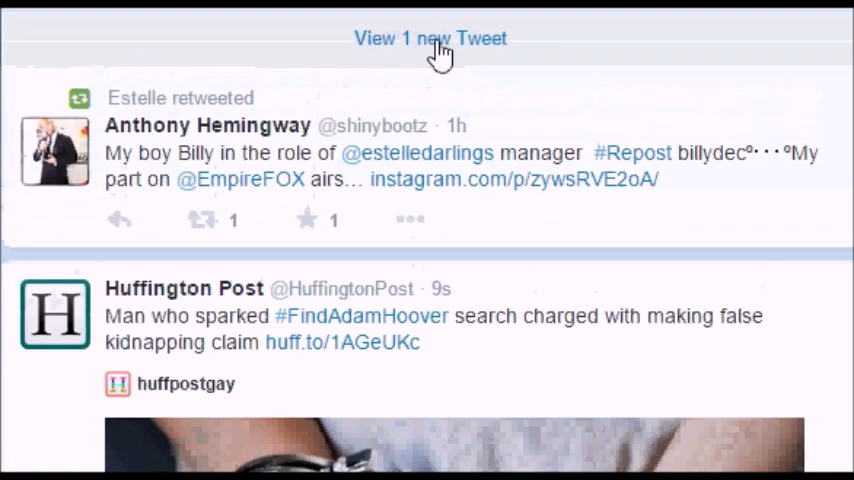 View 1 new Tweet
Estelle retweeted
Anthony Hemingway @shinybootz · 1h
My boy Billy in the role of @estelledarlings manager #Repost billydecº···ºMy
part on @EmpireFOX airs... instagram.com/p/zywsRVE2oA/
1 1
Huffington Post @HuffingtonPost · 9s
Man who sparked #FindAdamHoover search charged with making false
kidnapping claim huff.to/1AGeUKc
H huffpostgay